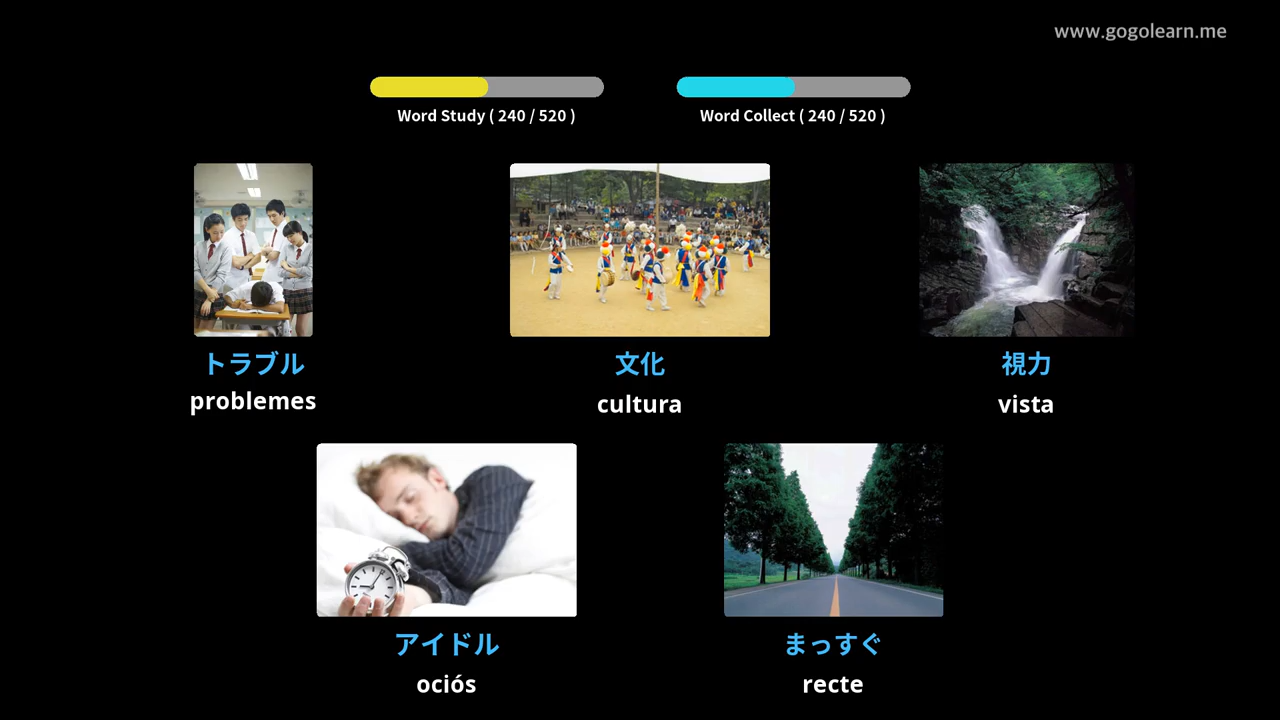 www.gogolearn.me
Word Study ( 240 / 520 )
Word Collect ( 240 / 520 )
トラブル
problemes
文化
cultura
視力
vista
アイドル
ociós
まっすぐ
recte